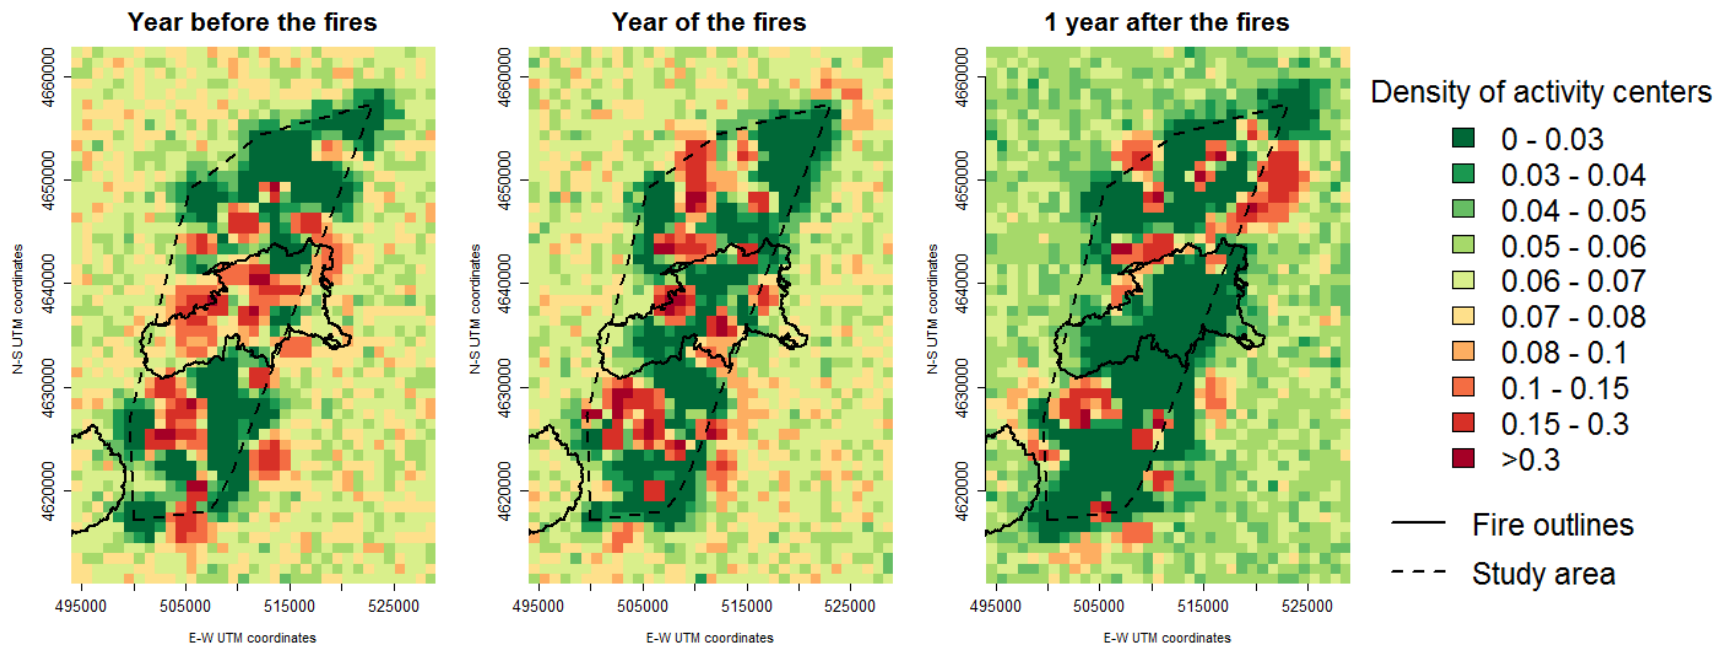 Year before the fires
Year of the fires
1 year after the fires
4660000
4650000
4640000
4630000
4620000
N-S UTM coordinates
495000
505000
515000
525000
E-W UTM coordinates
4660000
4650000
4640000
4630000
4620000
N-S UTM coordinates
505000
515000
525000
E-W UTM coordinates
4660000
4650000
4640000
4630000
4620000
N-S UTM coordinates
495000
505000
515000
525000
E-W UTM coordinates
495000
Density of activity centers
0 - 0.03
0.03 - 0.04
0.04 - 0.05
0.05 - 0.06
0.06 - 0.07
0.07 - 0.08
0.08 - 0.1
0.1 - 0.15
0.15 - 0.3
>0.3
Fire outlines
Study area